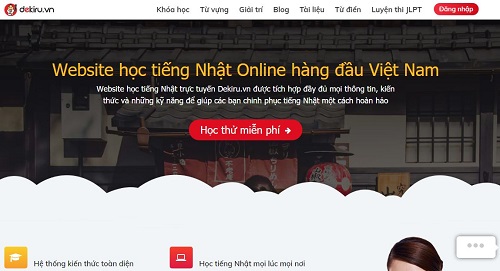 dekiru.vn
Khóa học Từ vựng Giải trí Blog Tài liệu Từ điển Luyện thi JLPT Đăng nhập
Website học tiếng Nhật Online hàng đầu Việt Nam
Website học tiếng Nhật trực tuyến Dekiru.vn được tích hợp đầy đủ mọi thông tin, kiến
thức và những kỹ năng để giúp các bạn chinh phục tiếng Nhật một cách hoàn hảo
Học thử miễn phí
Hệ thống kiến thức toàn diện
Học tiếng Nhật mọi lúc mọi nơi